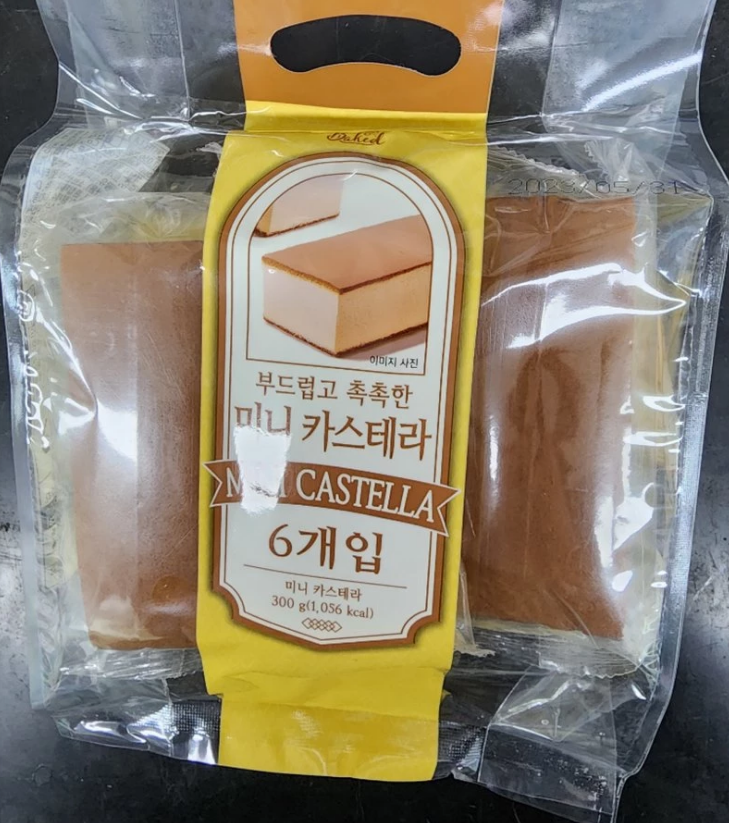 Baked
2023/05/31
이미지 사진
부드럽고 촉촉한
미니 카스테라
MINI CASTELLA
6개입
미니 카스테라
300 g(1,056 kcal)